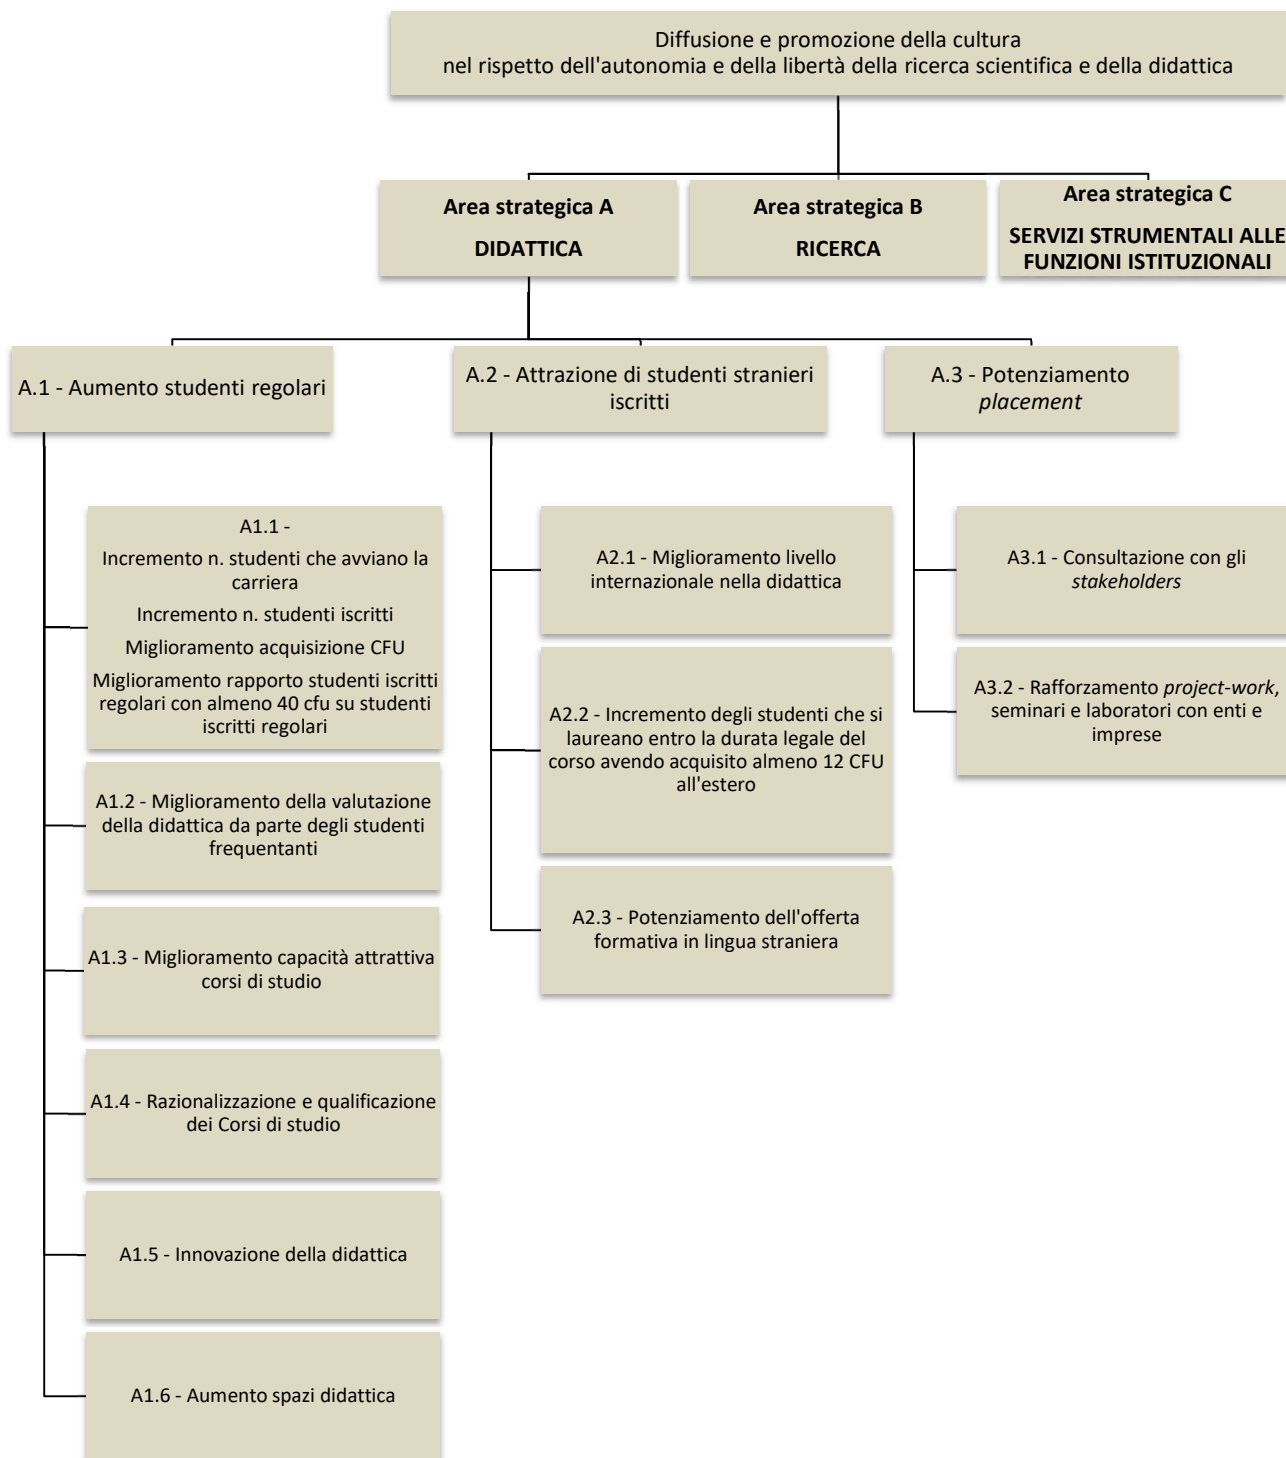 Diffusione e promozione della cultura
nel rispetto dell'autonomia e della libertà della ricerca scientifica e della didattica
Area strategica A
DIDATTICA
Area strategica B
RICERCA
Area strategica C
SERVIZI STRUMENTALI ALLE
FUNZIONI ISTITUZIONALI
A.1 - Aumento studenti regolari
A.2 - Attrazione di studenti stranieri
iscritti
A.3 - Potenziamento
placement
A1.1 -
Incremento n. studenti che avviano la
carriera
Incremento n. studenti iscritti
Miglioramento acquisizione CFU
Miglioramento rapporto studenti iscritti
regolari con almeno 40 cfu su studenti
iscritti regolari
A1.2 - Miglioramento della valutazione
della didattica da parte degli studenti
frequentanti
A1.3 - Miglioramento capacità attrattiva
corsi di studio
A1.4 - Razionalizzazione e qualificazione
dei Corsi di studio
A1.5 - Innovazione della didattica
A1.6 - Aumento spazi didattica
A2.1 - Miglioramento livello
internazionale nella didattica
A2.2 - Incremento degli studenti che si
laureano entro la durata legale del
corso avendo acquisito almeno 12 CFU
all'estero
A2.3 - Potenziamento dell'offerta
formativa in lingua straniera
A3.1 - Consultazione con gli
stakeholders
A3.2 - Rafforzamento project-work,
seminari e laboratori con enti e
imprese